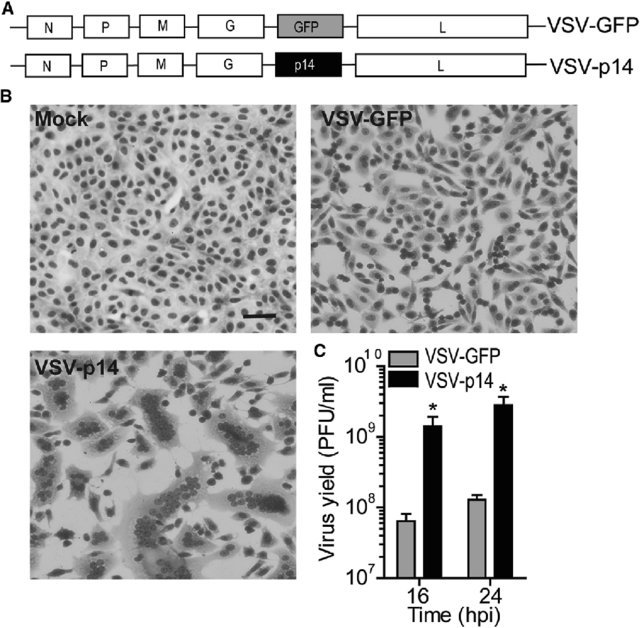 A
N P M G GFP L VSV-GFP
N P M G p14 L VSV-p14
B
Mock
VSV-GFP
VSV-p14
C
VSV-GFP
VSV-p14
Virus yield (PFU/ml)
10^10
10^9
10^8
10^7
* *
16 24
Time (hpi)